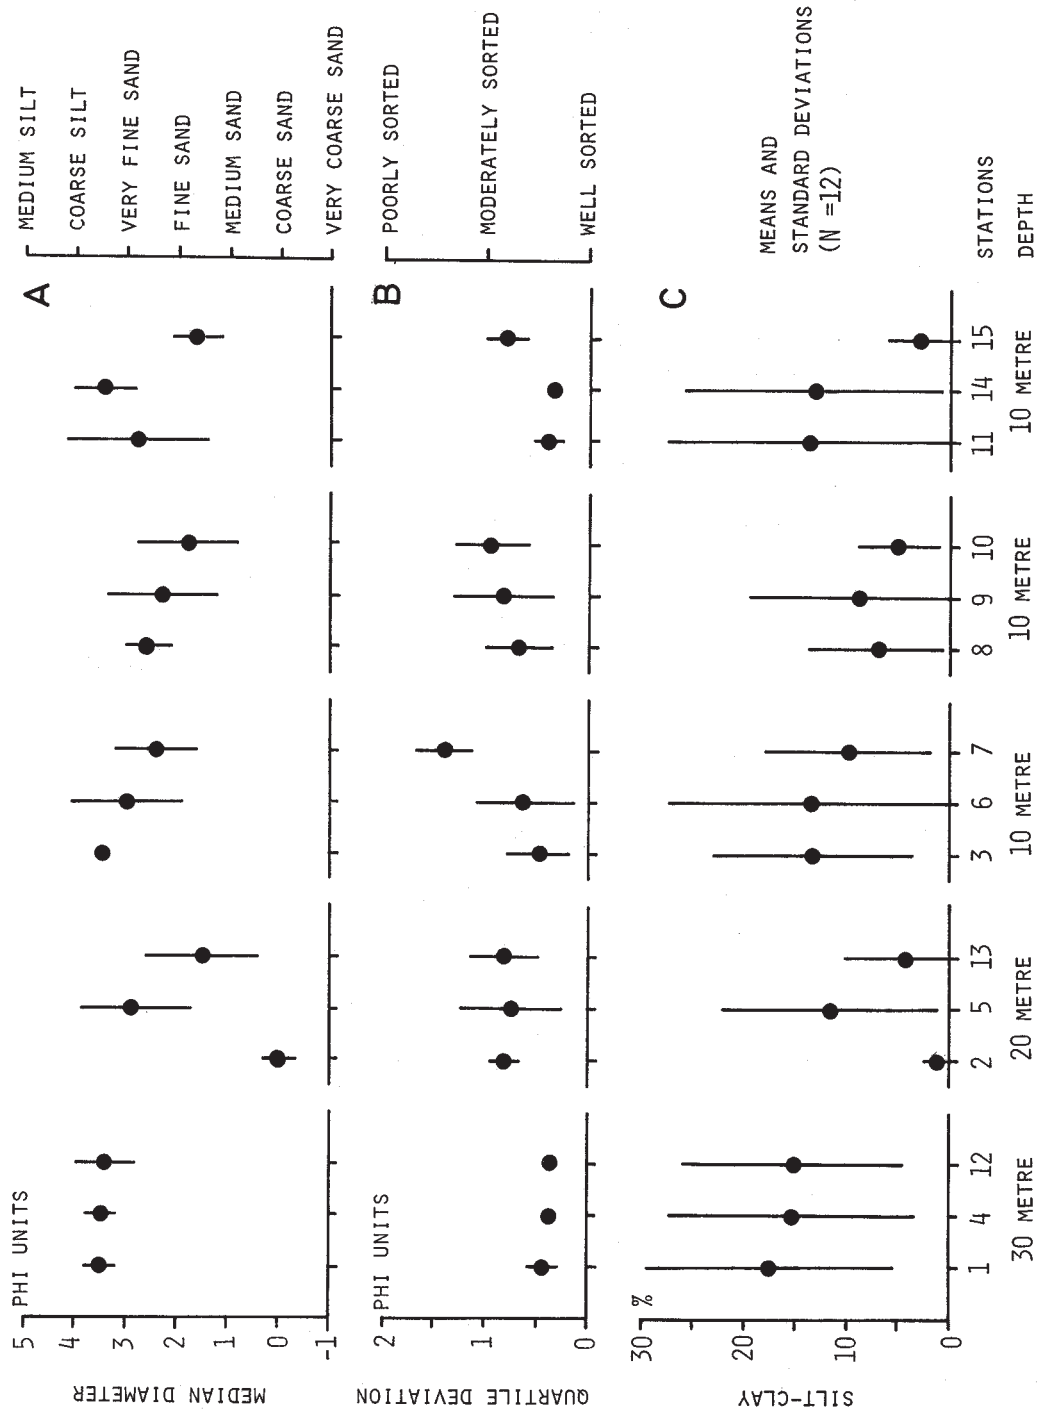 A
PHI UNITS
5
4
3
2
1
0
-1
MEDIAN DIAMETER
MEDIUM SILT
COARSE SILT
VERY FINE SAND
FINE SAND
MEDIUM SAND
COARSE SAND
VERY COARSE SAND
B
PHI UNITS
2
1
0
QUARTILE DEVIATION
POORLY SORTED
MODERATELY SORTED
WELL SORTED
C
%
30
20
10
0
SILT-CLAY
MEANS AND
STANDARD DEVIATIONS
(N =12)
1 4 12 2 5 13 3 6 7 8 9 10 11 14 15 STATIONS
30 METRE 20 METRE 10 METRE 10 METRE 10 METRE DEPTH